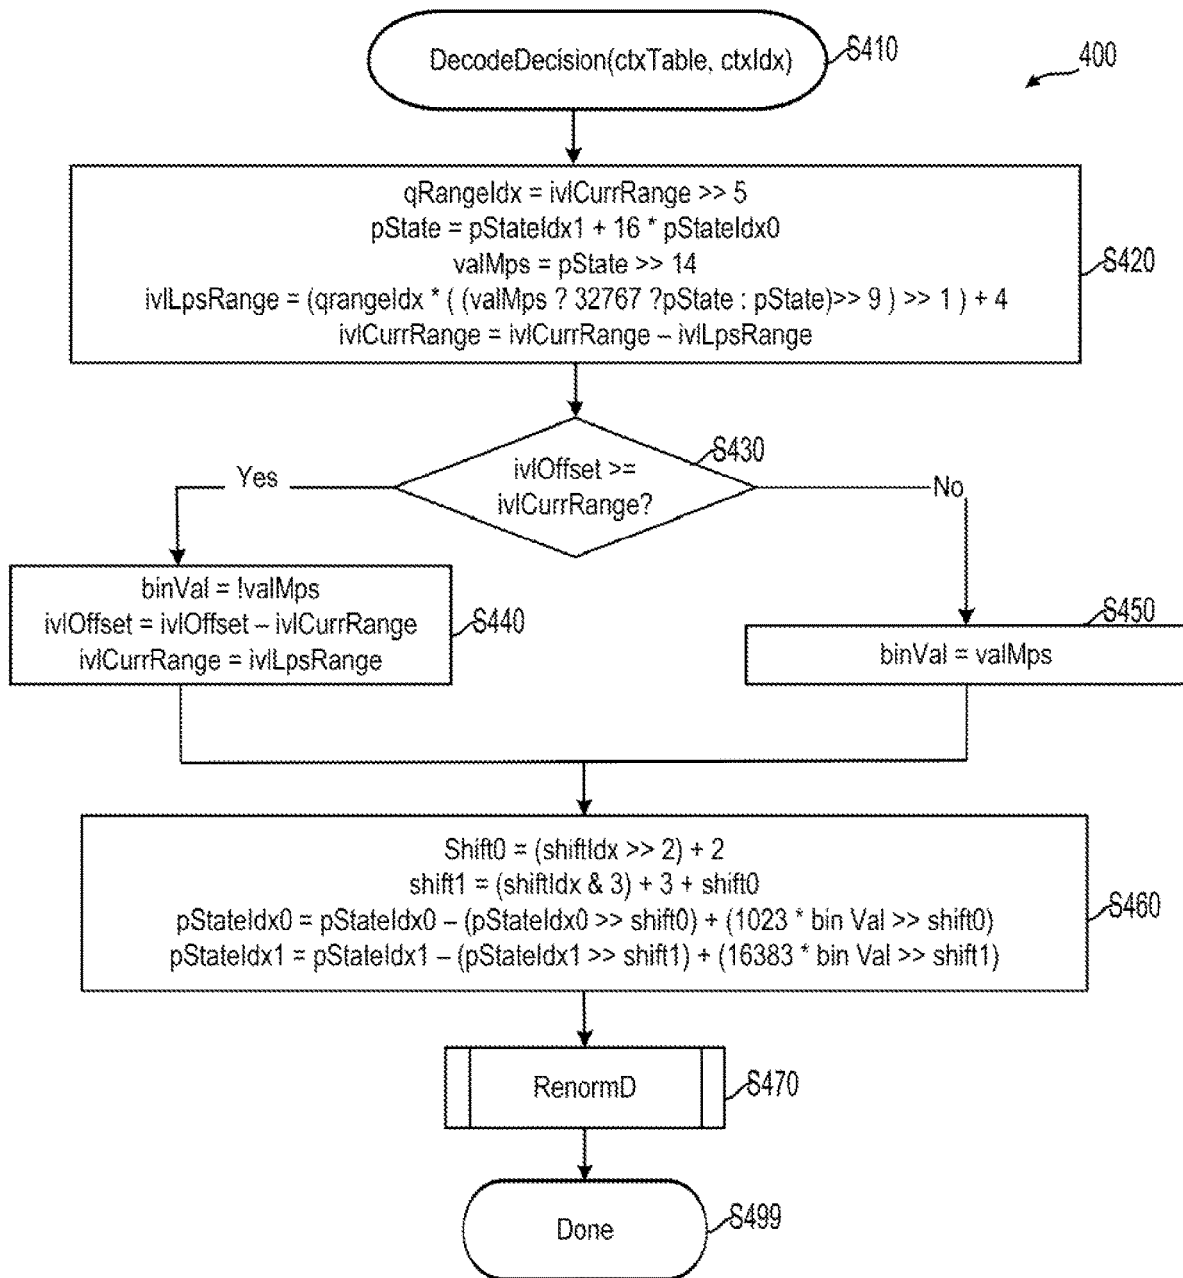 DecodeDecision(ctxTable, ctxIdx)
S410
400
qRangeIdx = ivlCurrRange >> 5
pState = pStateIdx1 + 16 * pStateIdx0
valMps = pState >> 14
ivlLpsRange = (qrangeIdx * ( (valMps ? 32767 ?pState : pState)>> 9 ) >> 1 ) + 4
ivlCurrRange = ivlCurrRange – ivlLpsRange
S420
S430
ivlOffset >=
ivlCurrRange?
Yes
No
binVal = !valMps
ivlOffset = ivlOffset – ivlCurrRange
ivlCurrRange = ivlLpsRange
S440
S450
binVal = valMps
Shift0 = (shiftIdx >> 2) + 2
shift1 = (shiftIdx & 3) + 3 + shift0
pStateIdx0 = pStateIdx0 – (pStateIdx0 >> shift0) + (1023 * bin Val >> shift0)
pStateIdx1 = pStateIdx1 – (pStateIdx1 >> shift1) + (16383 * bin Val >> shift1)
S460
RenormD
S470
Done
S499